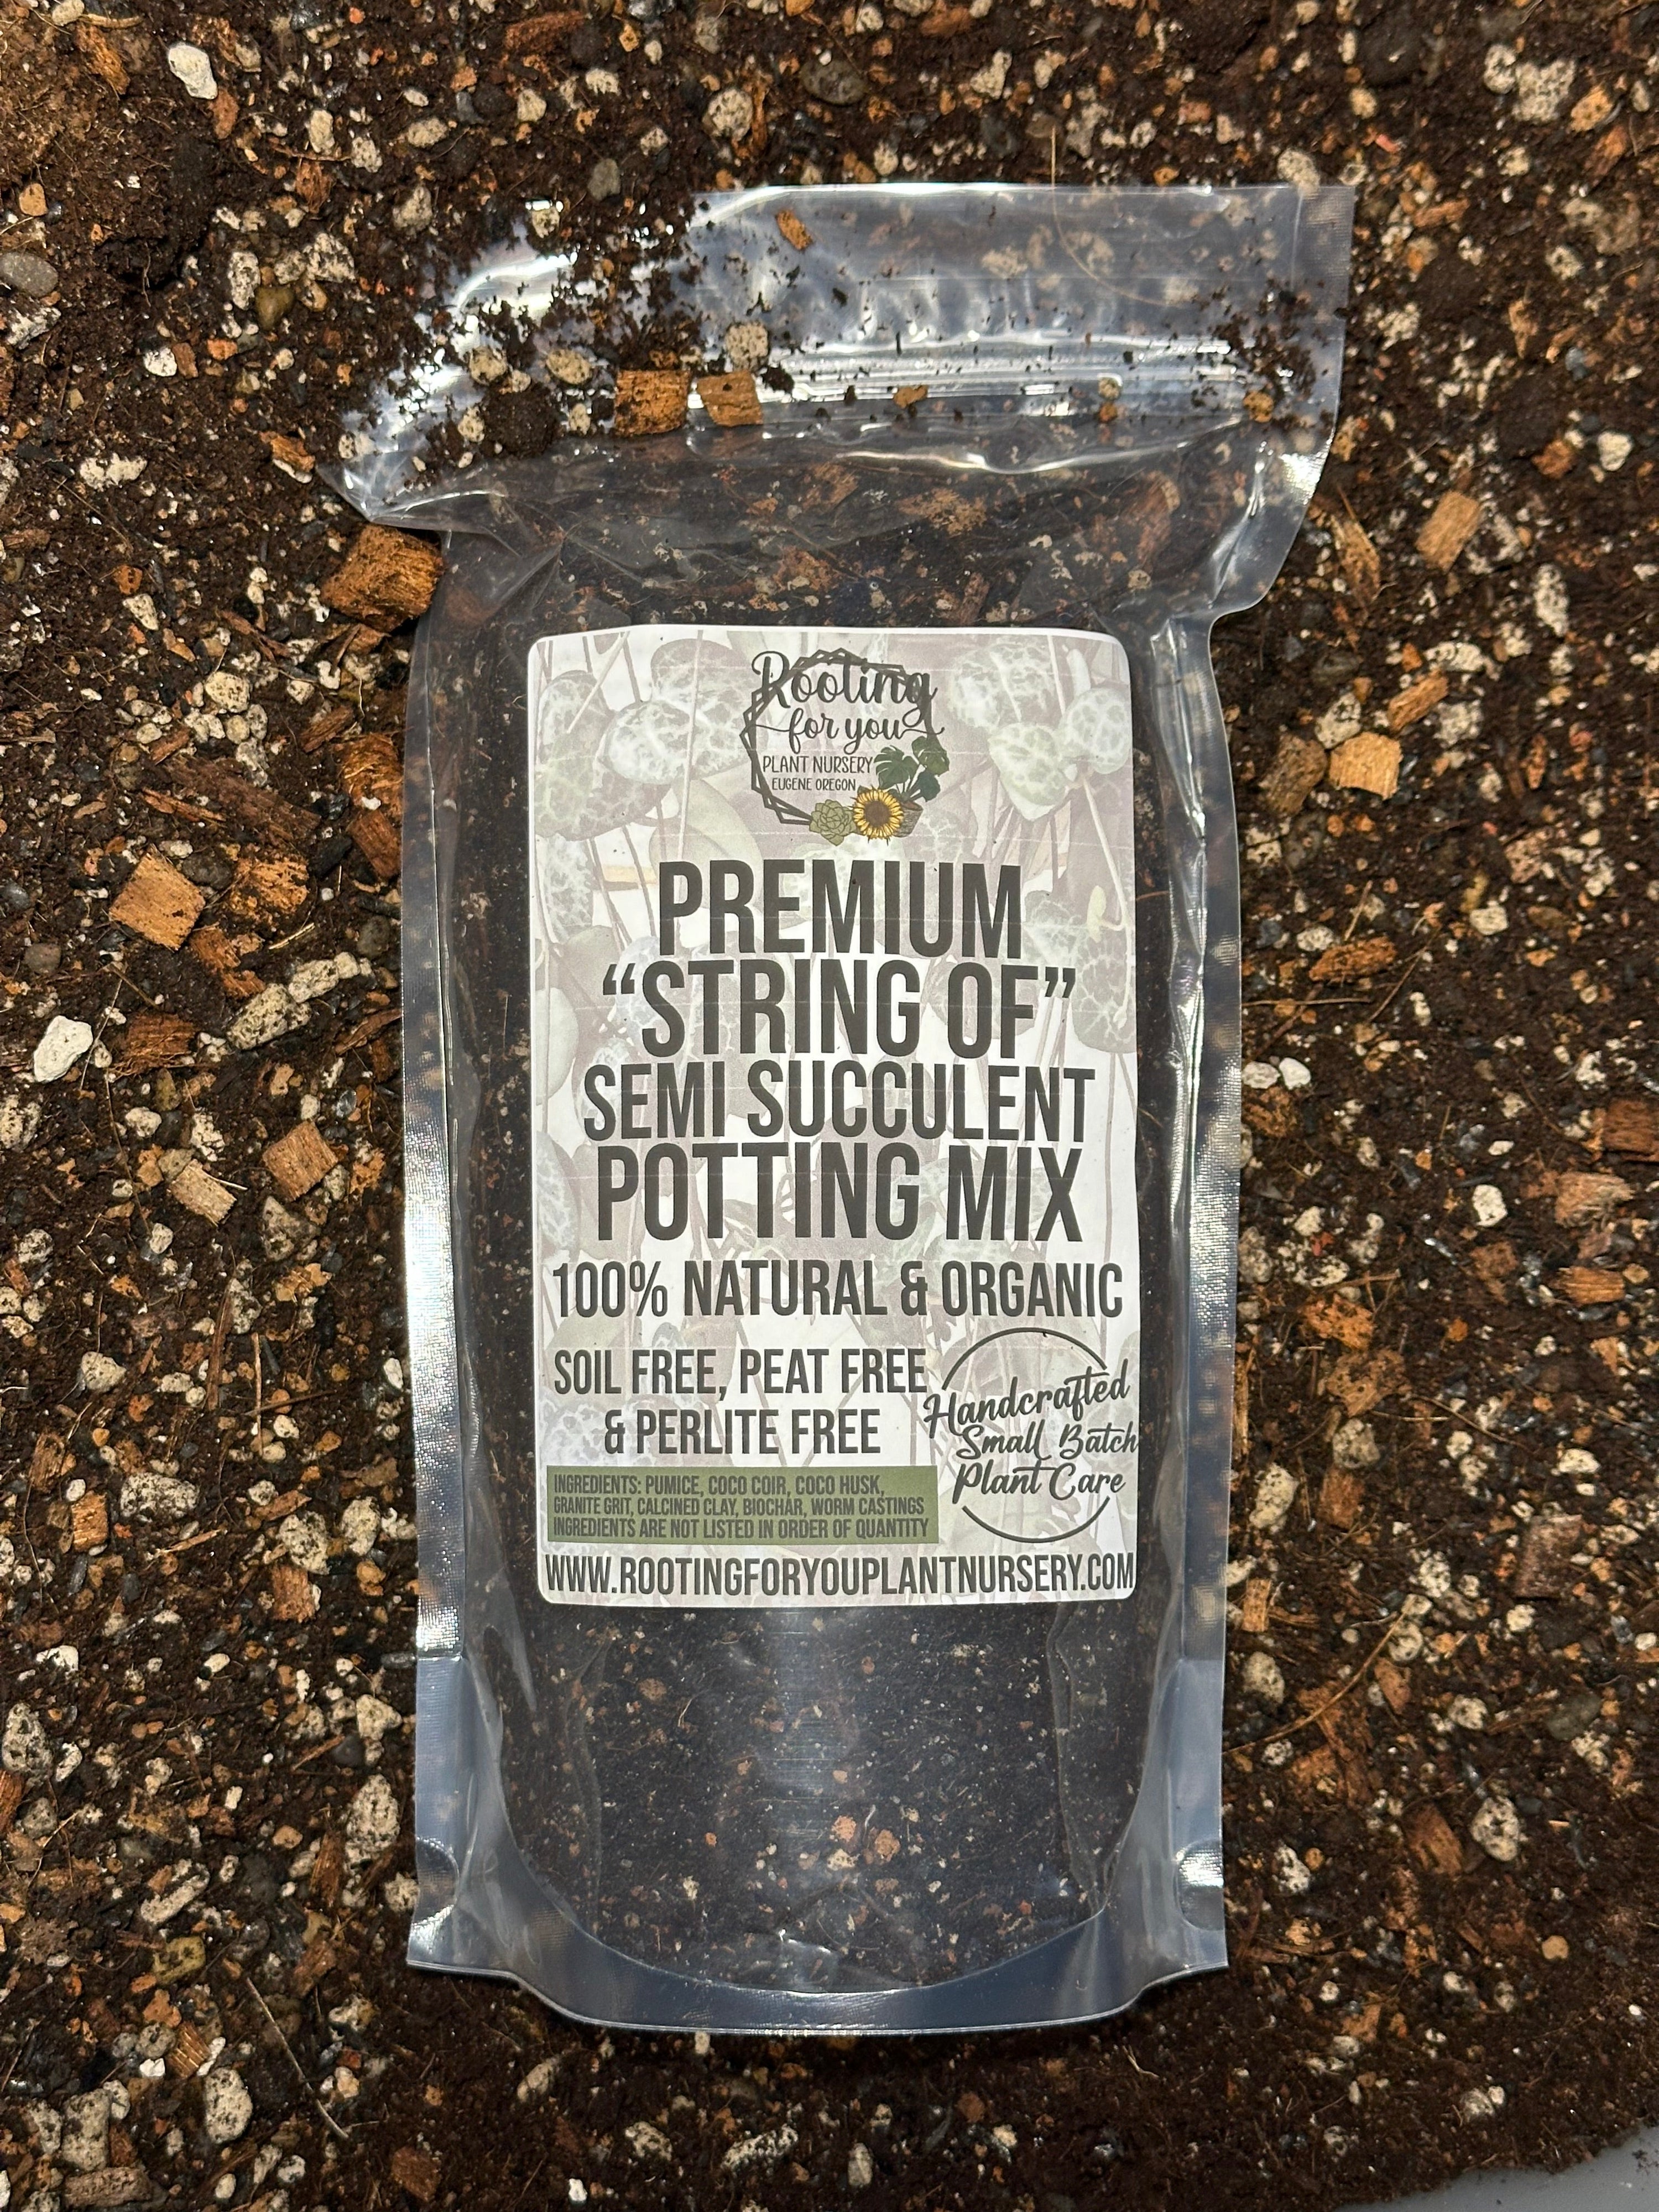 Rooting
for you
PLANT NURSERY
EUGENE OREGON
PREMIUM
“STRING OF”
SEMI SUCCULENT
POTTING MIX
100% NATURAL & ORGANIC
SOIL FREE, PEAT FREE
& PERLITE FREE
Handcrafted
Small Batch
Plant Care
INGREDIENTS: PUMICE, COCO COIR, COCO HUSK,
GRANITE GRIT, CALCINED CLAY, BIOCHAR, WORM CASTINGS
INGREDIENTS ARE NOT LISTED IN ORDER OF QUANTITY
WWW.ROOTINGFORYOUPLANTNURSERY.COM